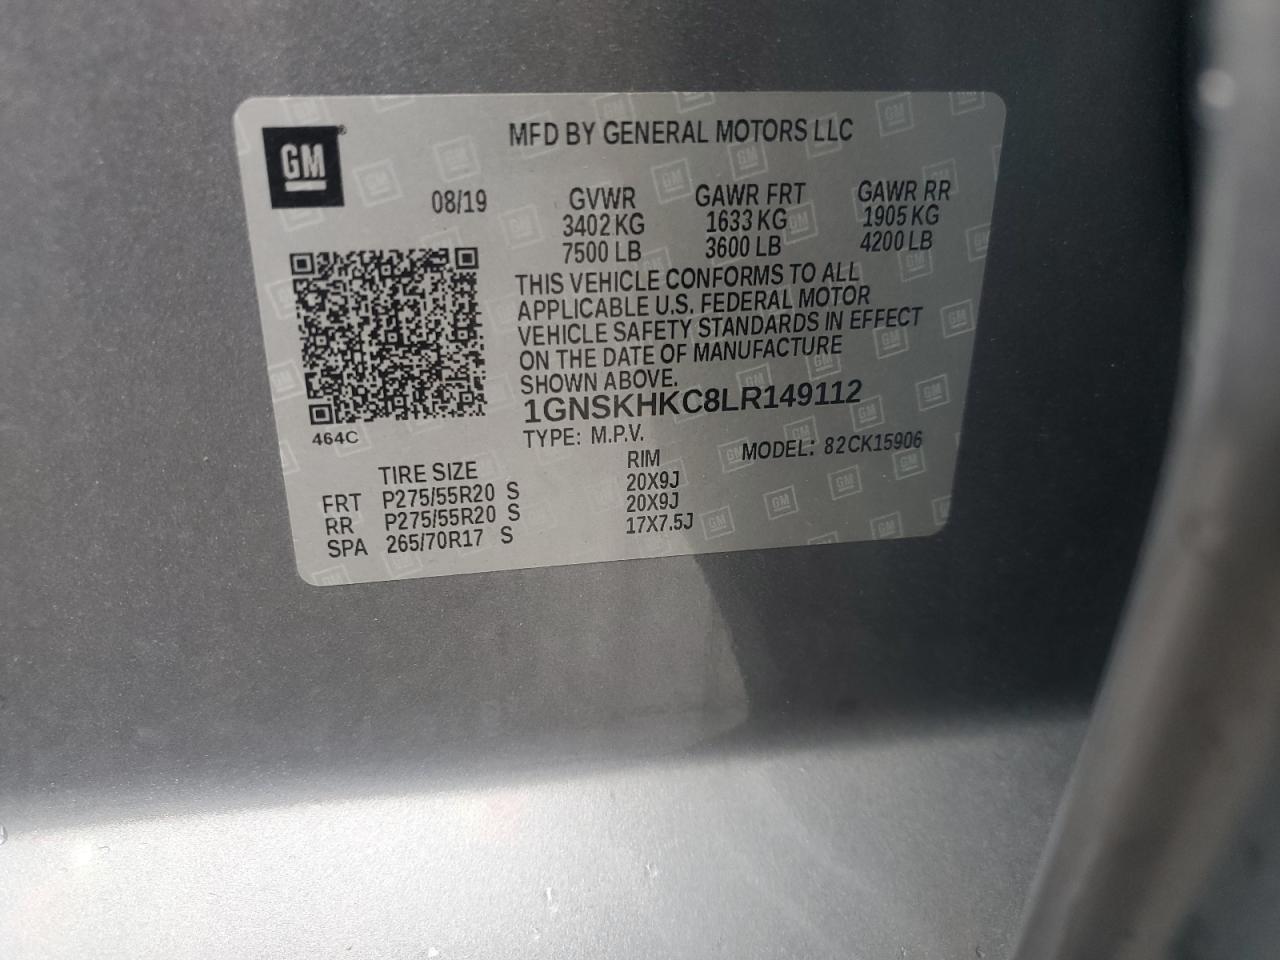 GM
MFD BY GENERAL MOTORS LLC
08/19
GVWR GAWR FRT GAWR RR
3402 KG 1633 KG 1905 KG
7500 LB 3600 LB 4200 LB
THIS VEHICLE CONFORMS TO ALL
APPLICABLE U.S. FEDERAL MOTOR
VEHICLE SAFETY STANDARDS IN EFFECT
ON THE DATE OF MANUFACTURE
SHOWN ABOVE.
1GNSKHKC8LR149112
464C
TYPE: M.P.V. MODEL: 82CK15906
TIRE SIZE RIM
FRT P275/55R20 S 20X9J
RR P275/55R20 S 20X9J
SPA 265/70R17 S 17X7.5J